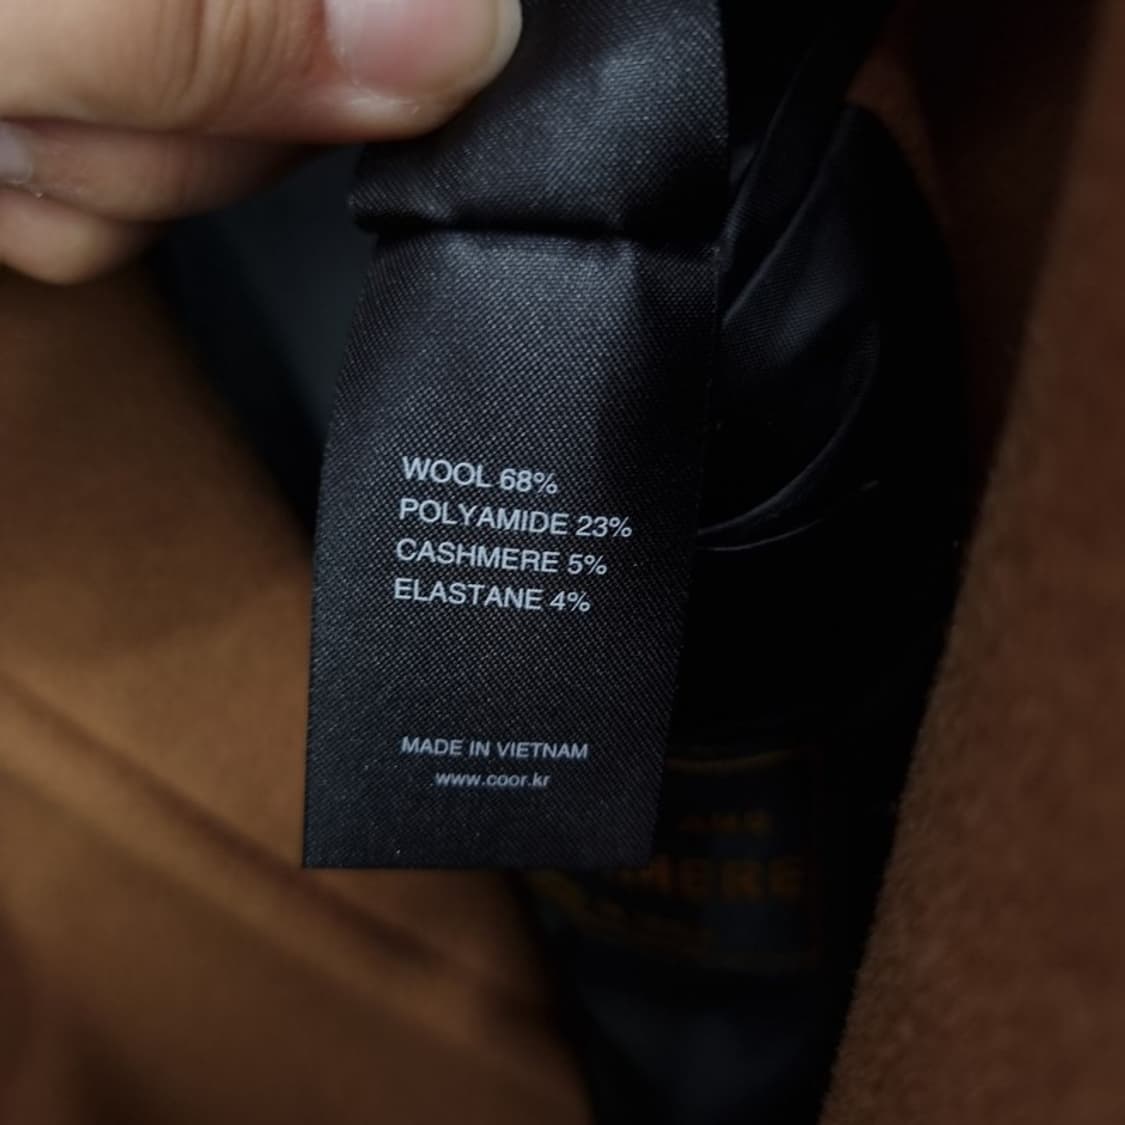 WOOL 68%
POLYAMIDE 23%
CASHMERE 5%
ELASTANE 4%
MADE IN VIETNAM
www.coor.kr